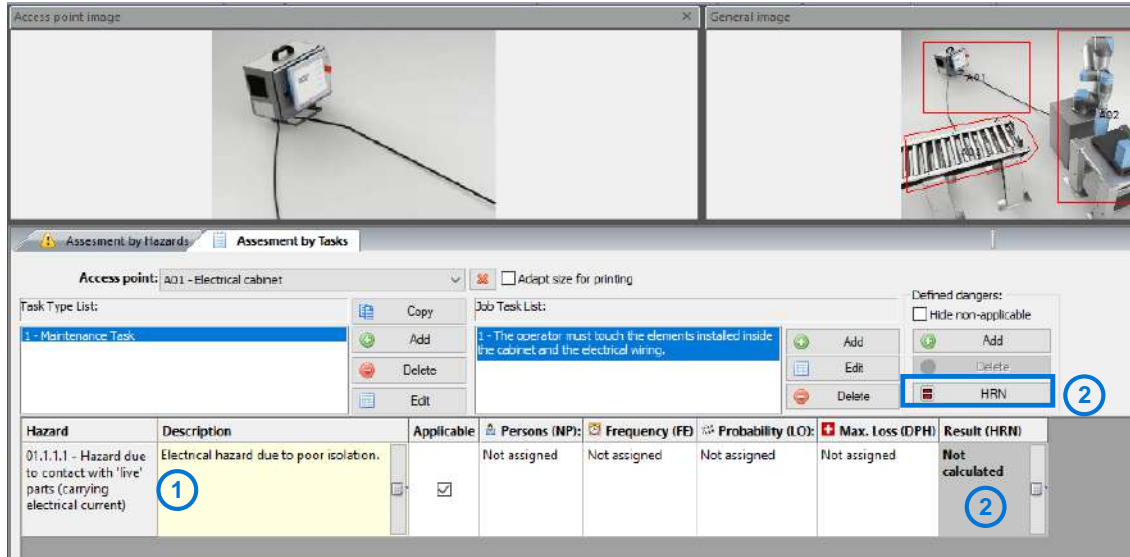 Access point image
General image
A01
A02
Assesment by Hazards
Assesment by Tasks
Access point:
A01 - Electrical cabinet
Adapt size for printing
Task Type List:
Copy
Job Task List:
Defined dangers:
Hide non-applicable
1 - Maintenance Task
Add
1 - The operator must touch the elements installed inside
the cabinet and the electrical wiring.
Add
Add
Delete
Edit
Delete
Edit
Delete
HRN
2
Hazard
Description
Applicable
Persons (NP):
Frequency (FE)
Probability (LO):
Max. Loss (DPH)
Result (HRN)
01.1.1.1 - Hazard due
to contact with 'live'
parts (carrying
electrical current)
Electrical hazard due to poor isolation.
1
Not assigned
Not assigned
Not assigned
Not assigned
Not
calculated
2